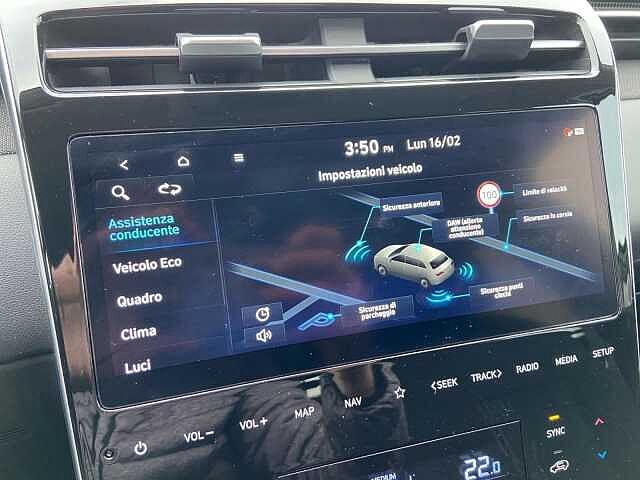 3:50 PM Lun 16/02
Impostazioni veicolo
Assistenza
conducente
Veicolo Eco
Quadro
Clima
Luci
Sicurezza anteriore
100
Limite di velocità
DAW (allerta
attenzione
conducente)
Sicurezza in corsia
Sicurezza di
parcheggio
Sicurezza punti
ciechi
VOL－
VOL+
MAP
NAV
<SEEK
TRACK>
RADIO
MEDIA
SETUP
SYNC
MEDIUM
22.0